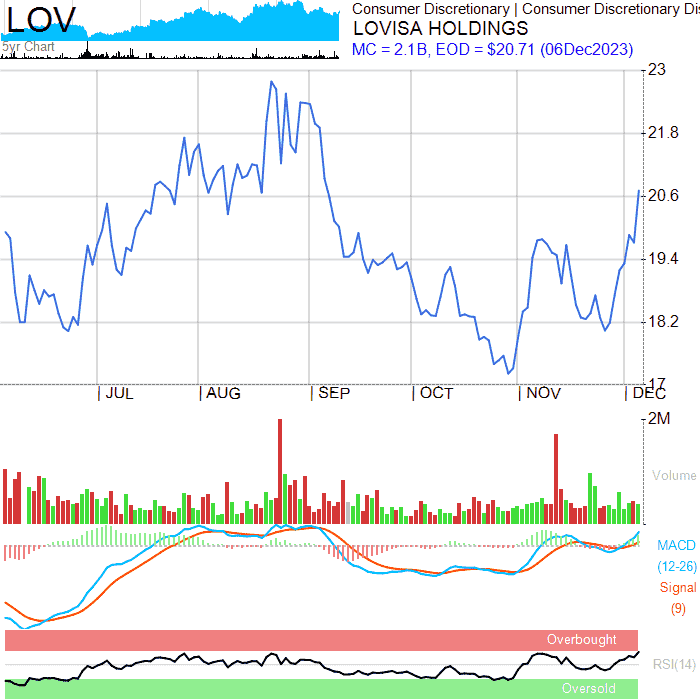 LOV
5yr Chart
Consumer Discretionary | Consumer Discretionary Dis
LOVISA HOLDINGS
MC = 2.1B, EOD = $20.71 (06Dec2023)
23
21.8
20.6
19.4
18.2
17
| JUL | AUG | SEP | OCT | NOV | DEC
2M
Volume
MACD
(12-26)
Signal
(9)
Overbought
RSI(14)
Oversold